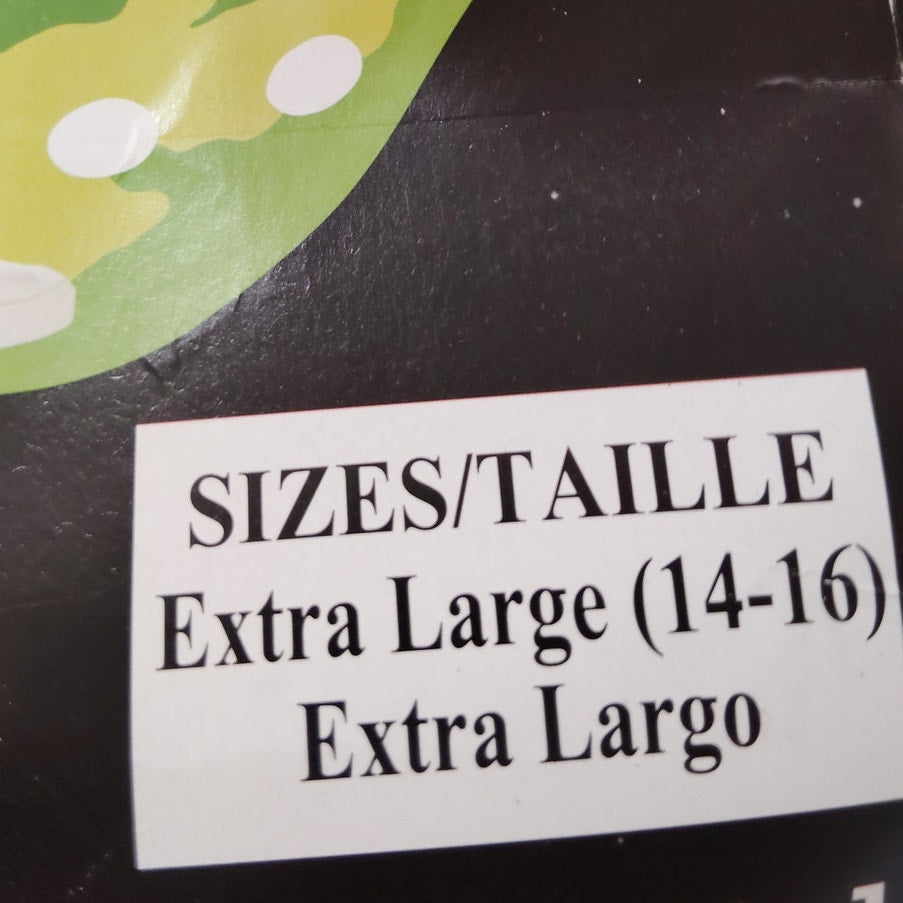 SIZES/TAILLE
Extra Large (14-16)
Extra Largo